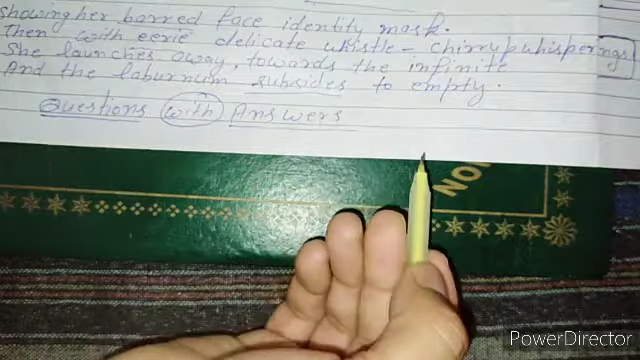 showing her barred face identity mask.
Then with eerie delicate whistle - chirrup whisperings
She launches away, towards the infinite
And the laburnum subsides to empty.
Questions with Answers
NOW
PowerDirector